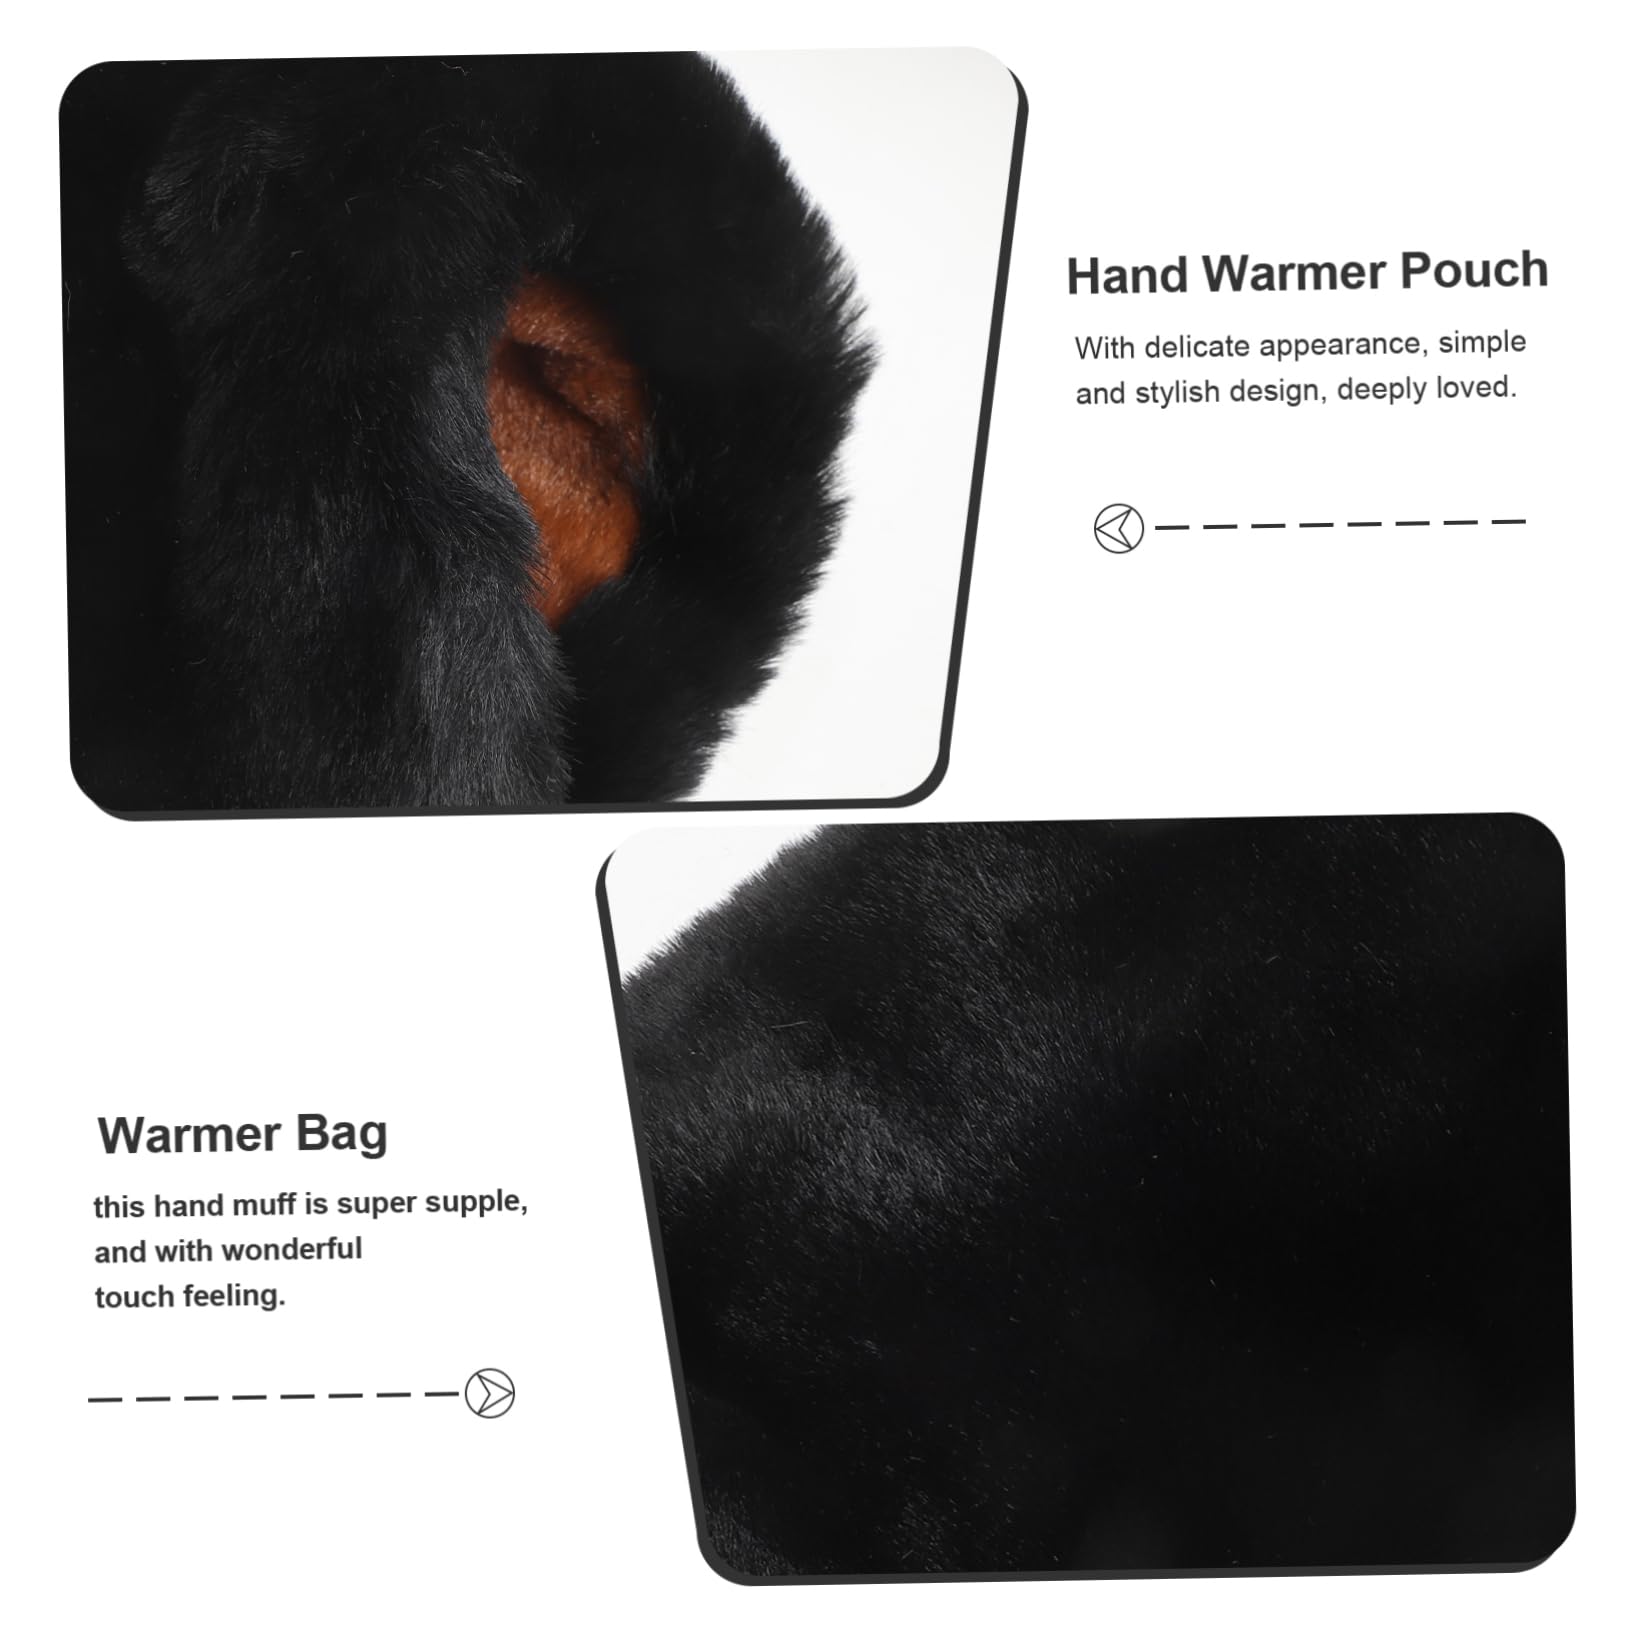 Hand Warmer Pouch
With delicate appearance, simple
and stylish design, deeply loved.
Warmer Bag
this hand muff is super supple,
and with wonderful
touch feeling.